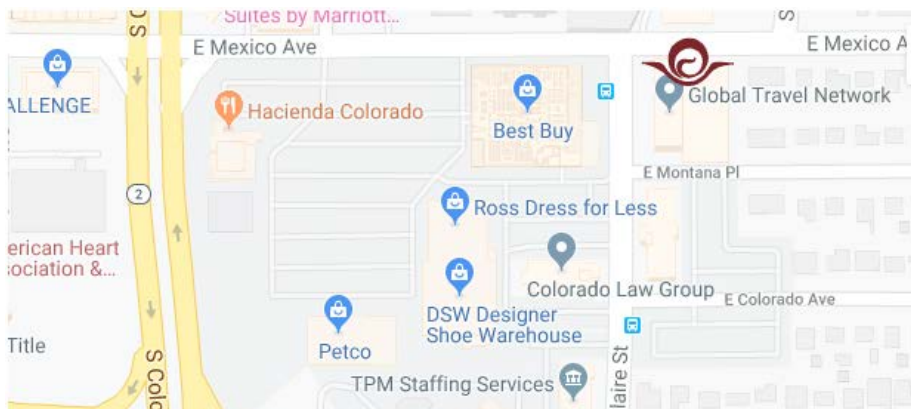 Suites by Marriott...
E Mexico Ave
E Mexico A
S
O S
ALLENGE
Hacienda Colorado
Best Buy
Global Travel Network
E Montana Pl
2
Ross Dress for Less
erican Heart
sociation &...
Colorado Law Group
E Colorado Ave
DSW Designer
Shoe Warehouse
Title
Petco
S Colo
TPM Staffing Services
laire St